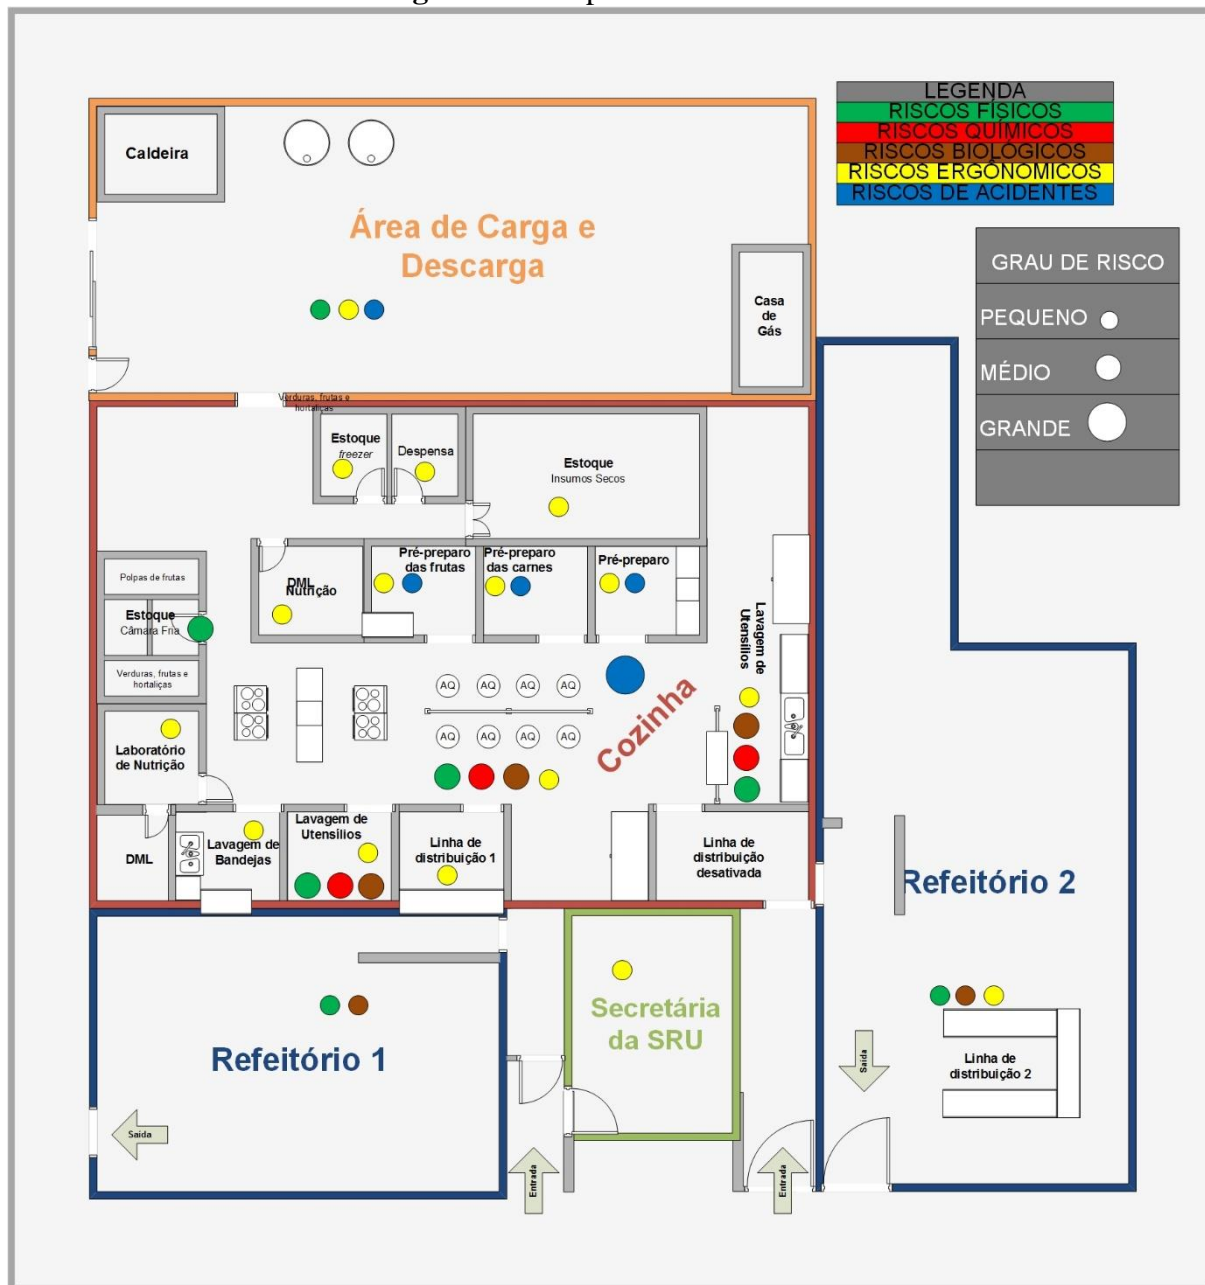 LEGENDA
RISCOS FÍSICOS
RISCOS QUÍMICOS
RISCOS BIOLÓGICOS
RISCOS ERGÔNOMICOS
RISCOS DE ACIDENTES
GRAU DE RISCO
PEQUENO
MÉDIO
GRANDE
Caldeira
Área de Carga e
Descarga
Casa
de
Gás
Verduras, frutas e
hortaliças
Estoque
freezer
Despensa
Estoque
Insumos Secos
Polpas de frutas
Estoque
Câmara Fria
Verduras, frutas e
hortaliças
DML
Nutrição
Pré-preparo
das frutas
Pré-preparo
das carnes
Pré-preparo
Lavagem de
Utensílios
AQ
AQ
AQ
AQ
AQ
AQ
AQ
AQ
Cozinha
Laboratório
de Nutrição
DML
Lavagem de
Bandejas
Lavagem de
Utensílios
Linha de
distribuição 1
Linha de
distribuição
desativada
Refeitório 2
Secretária
da SRU
Refeitório 1
Linha de
distribuição 2
Saída
Saída
Entrada
Entrada